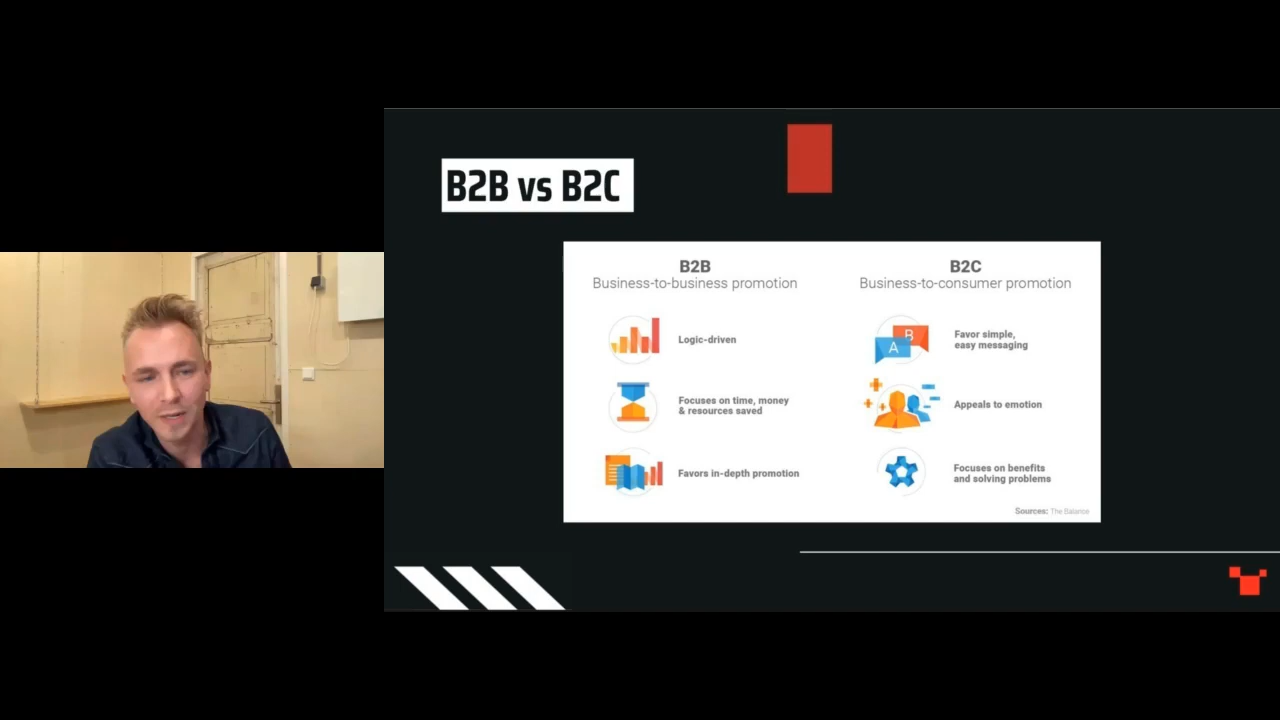 B2B vs B2C
B2B
Business-to-business promotion
Logic-driven
Focuses on time, money
& resources saved
Favors in-depth promotion
B2C
Business-to-consumer promotion
B
A
Favor simple,
easy messaging
Appeals to emotion
Focuses on benefits
and solving problems
Sources: The Balance